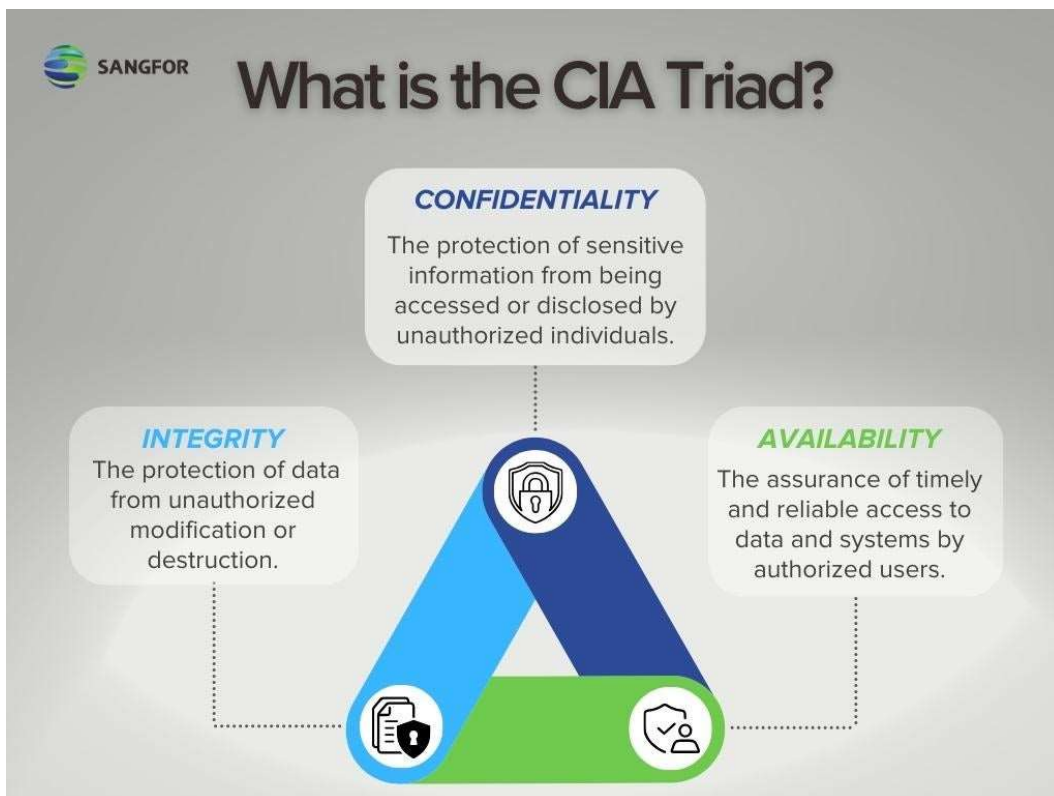 SANGFOR
What is the CIA Triad?
CONFIDENTIALITY
The protection of sensitive
information from being
accessed or disclosed by
unauthorized individuals.
INTEGRITY
The protection of data
from unauthorized
modification or
destruction.
AVAILABILITY
The assurance of timely
and reliable access to
data and systems by
authorized users.